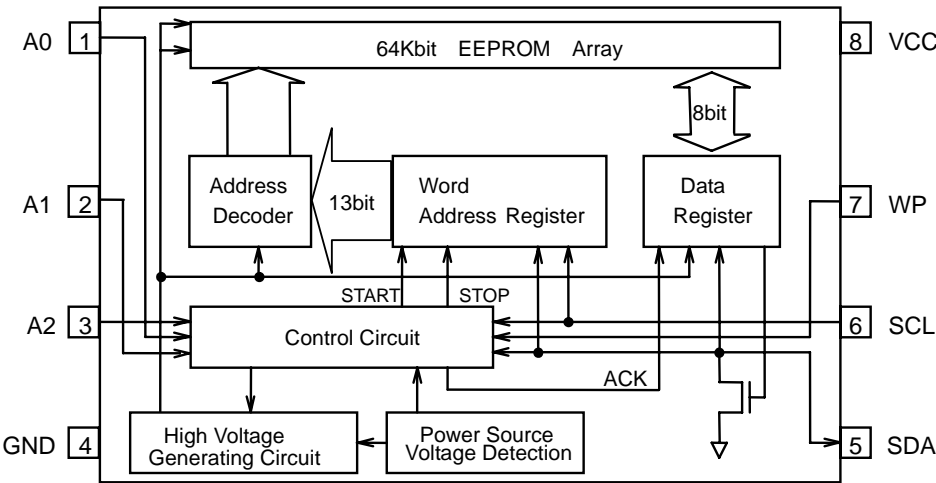 A0 1
64Kbit EEPROM Array
8 VCC
8bit
A1 2
Address
Decoder
13bit
Word
Address Register
Data
Register
7 WP
START STOP
A2 3
Control Circuit
6 SCL
ACK
GND 4
High Voltage
Generating Circuit
Power Source
Voltage Detection
5 SDA